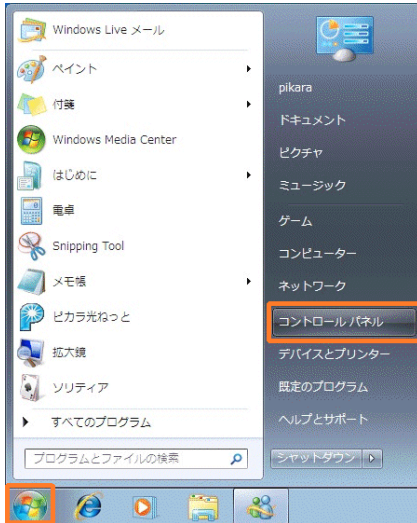 Windows Live メール
ペイント
付箋
Windows Media Center
はじめに
電卓
Snipping Tool
メモ帳
ピカラ光ねっと
拡大鏡
ソリティア
すべてのプログラム
プログラムとファイルの検索
pikara
ドキュメント
ピクチャ
ミュージック
ゲーム
コンピューター
ネットワーク
コントロール パネル
デバイスとプリンター
既定のプログラム
ヘルプとサポート
シャットダウン